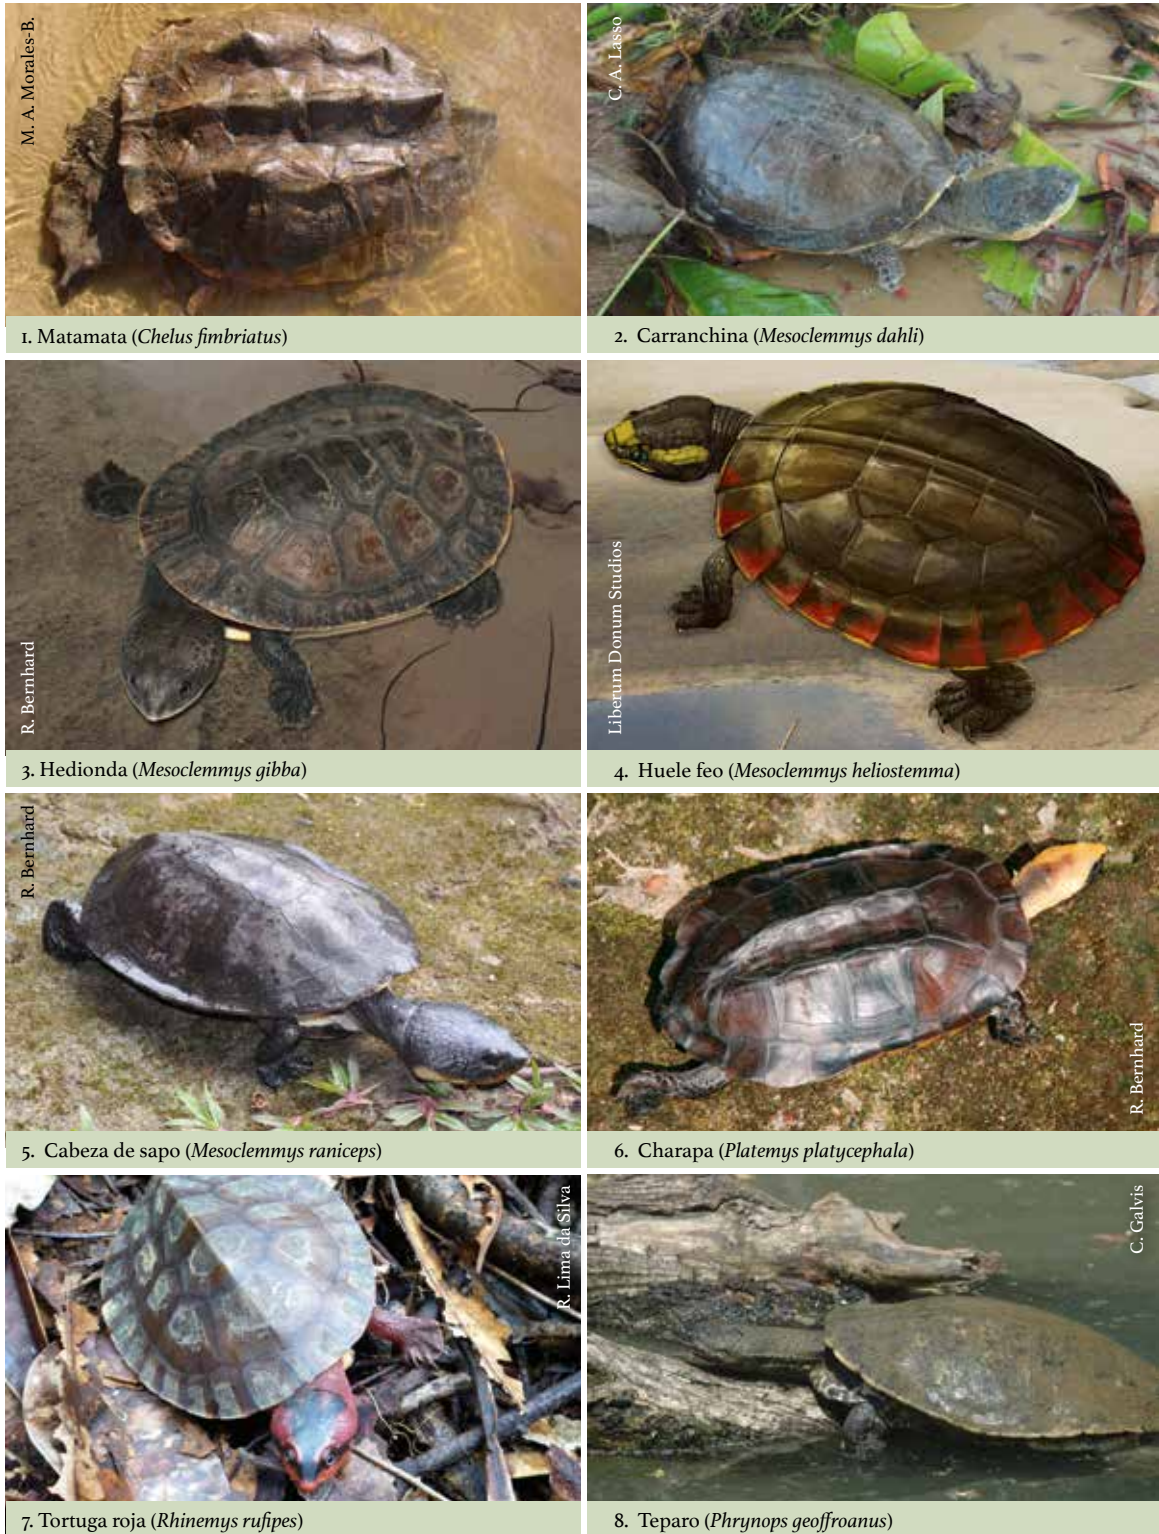 M. A. Morales-B.
C. A. Lasso
1. Matamata (Chelus fimbriatus)
2. Carranchina (Mesoclemmys dahli)
R. Bernhard
Liberum Donum Studios
3. Hedionda (Mesoclemmys gibba)
4. Huele feo (Mesoclemmys heliostemma)
R. Bernhard
R. Bernhard
5. Cabeza de sapo (Mesoclemmys raniceps)
6. Charapa (Platemys platycephala)
R. Lima da Silva
C. Galvis
7. Tortuga roja (Rhinemys rufipes)
8. Teparo (Phrynops geoffroanus)